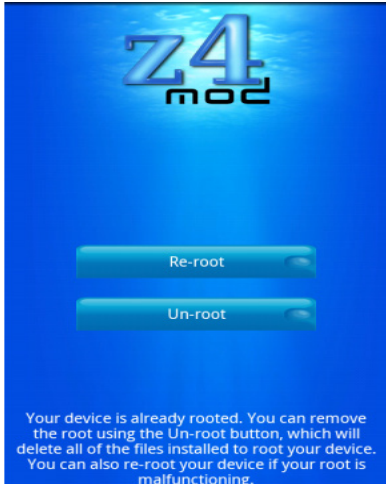 z4
mod
Re-root
Un-root
Your device is already rooted. You can remove
the root using the Un-root button, which will
delete all of the files installed to root your device.
You can also re-root your device if your root is
malfunctioning.